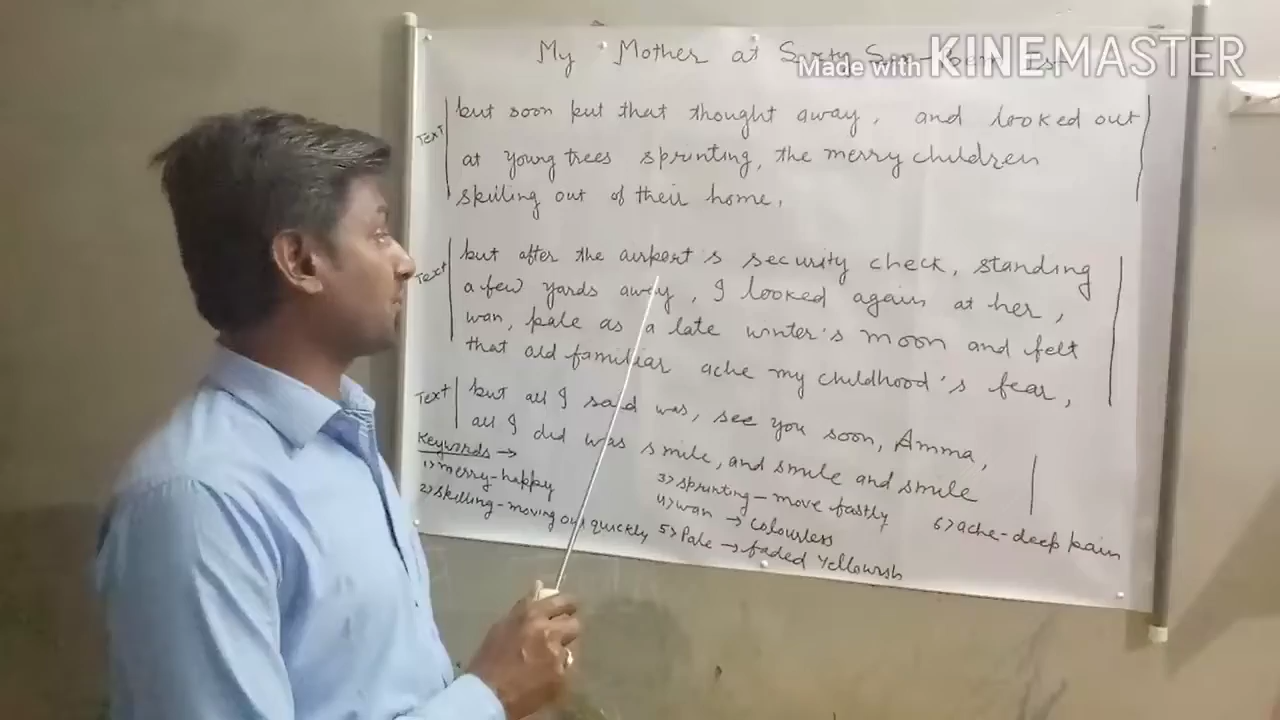 My Mother at Sixty Six-
Made with KINEMASTER
Text
but soon put that thought away, and looked out
at young trees sprinting, the merry children
spilling out of their home,
Text
but after the airport's security check, standing
a few yards away, I looked again at her,
wan, pale as a late winter's moon and felt
that old familiar ache my childhood's fear,
Text
but all I said was, see you soon, Amma,
all I did was smile, and smile and smile
Keywords →
1) merry-happy
2) spilling-moving out quickly
3) sprinting-move fastly
4) wan → colourless
5) Pale → faded Yellowish
6) ache-deep pain